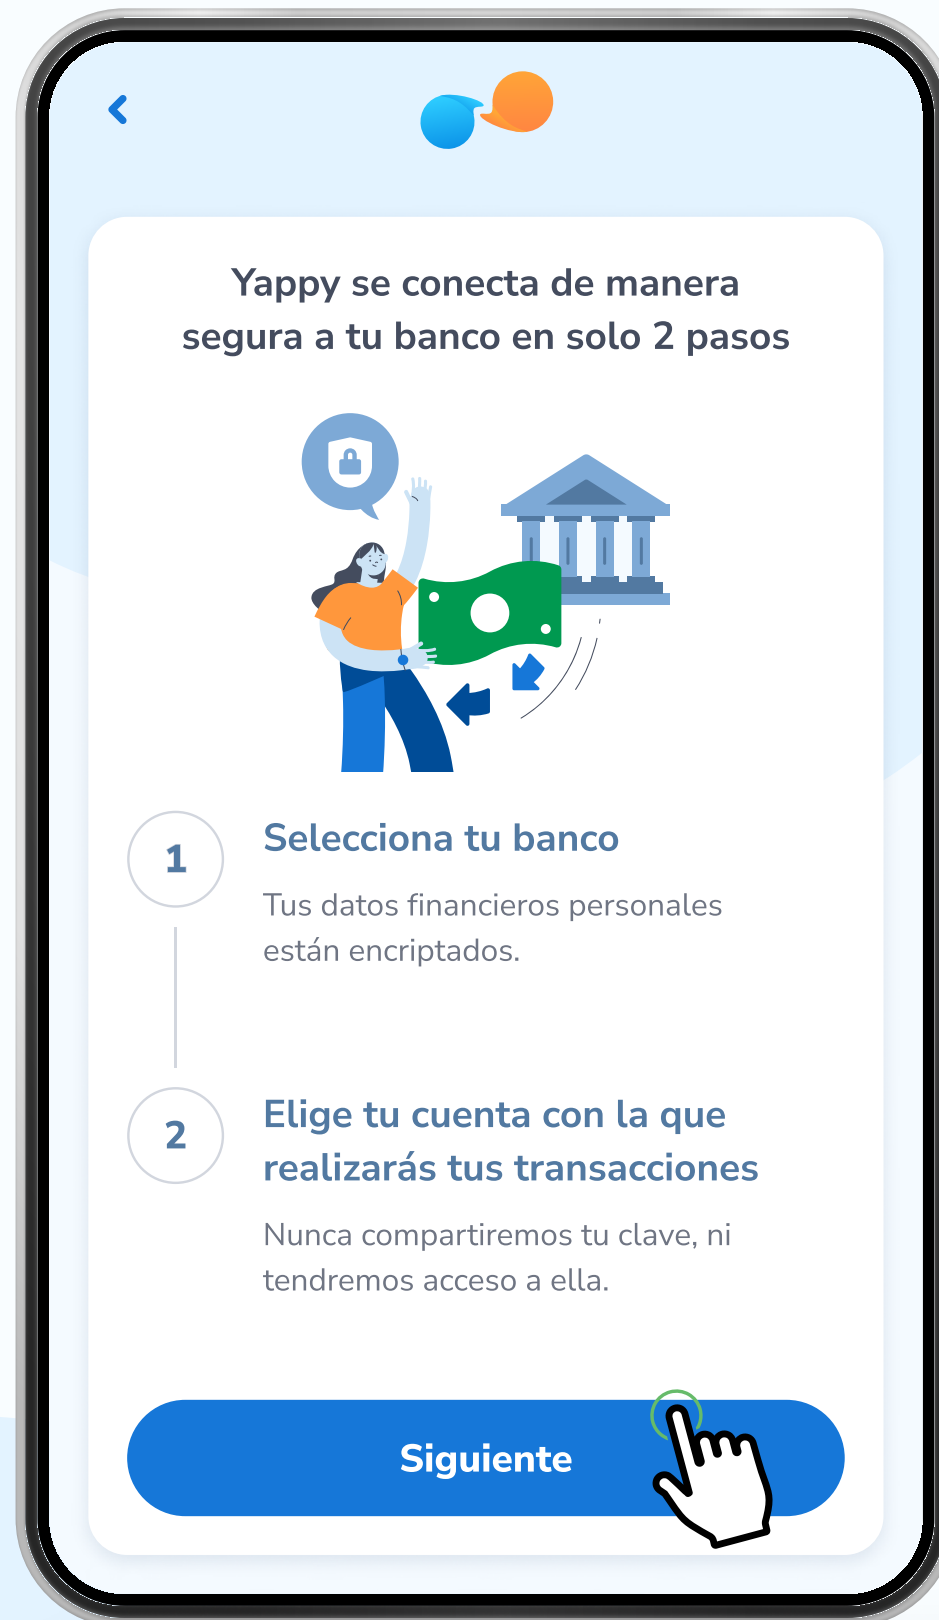 Yappy se conecta de manera
segura a tu banco en solo 2 pasos
1
Selecciona tu banco
Tus datos financieros personales
están encriptados.
2
Elige tu cuenta con la que
realizarás tus transacciones
Nunca compartiremos tu clave, ni
tendremos acceso a ella.
Siguiente